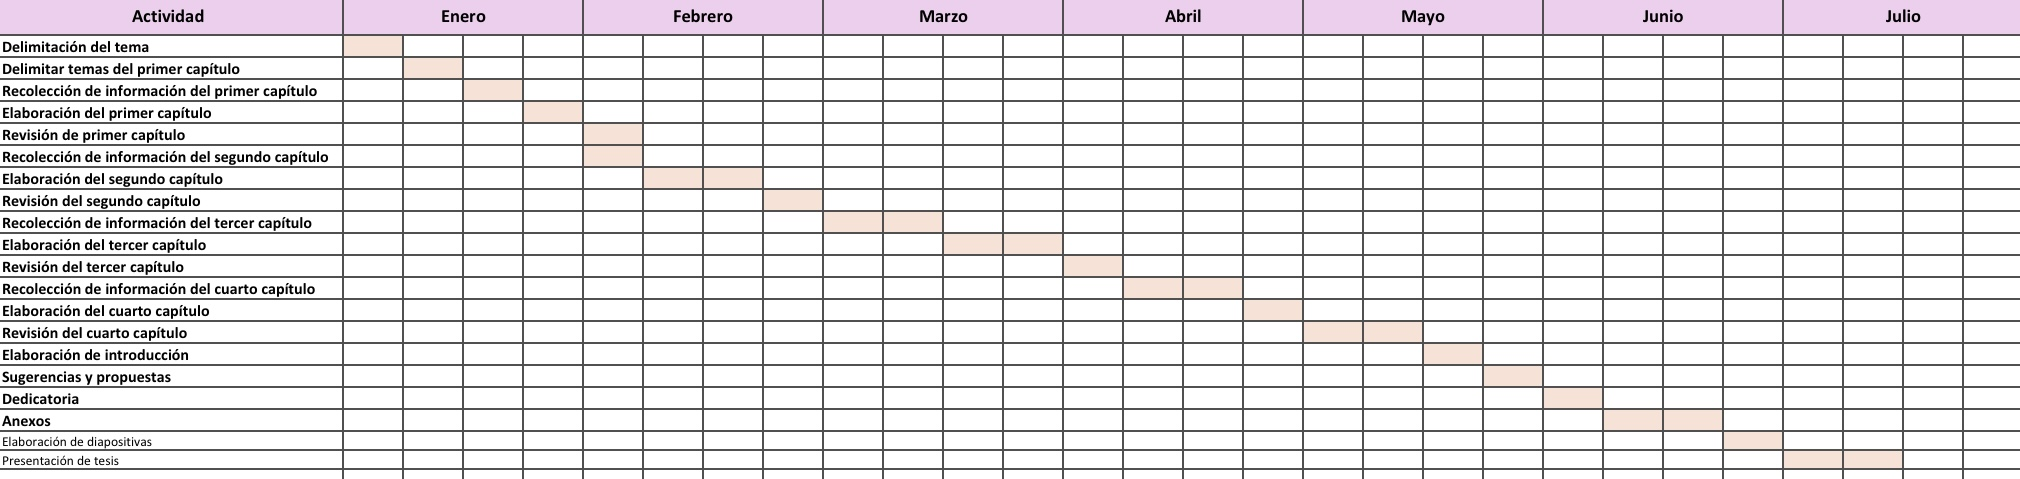 Actividad Enero Febrero Marzo Abril Mayo Junio Julio
Delimitación del tema
Delimitar temas del primer capítulo
Recolección de información del primer capítulo
Elaboración del primer capítulo
Revisión de primer capítulo
Recolección de información del segundo capítulo
Elaboración del segundo capítulo
Revisión del segundo capítulo
Recolección de información del tercer capítulo
Elaboración del tercer capítulo
Revisión del tercer capítulo
Recolección de información del cuarto capítulo
Elaboración del cuarto capítulo
Revisión del cuarto capítulo
Elaboración de introducción
Sugerencias y propuestas
Dedicatoria
Anexos
Elaboración de diapositivas
Presentación de tesis